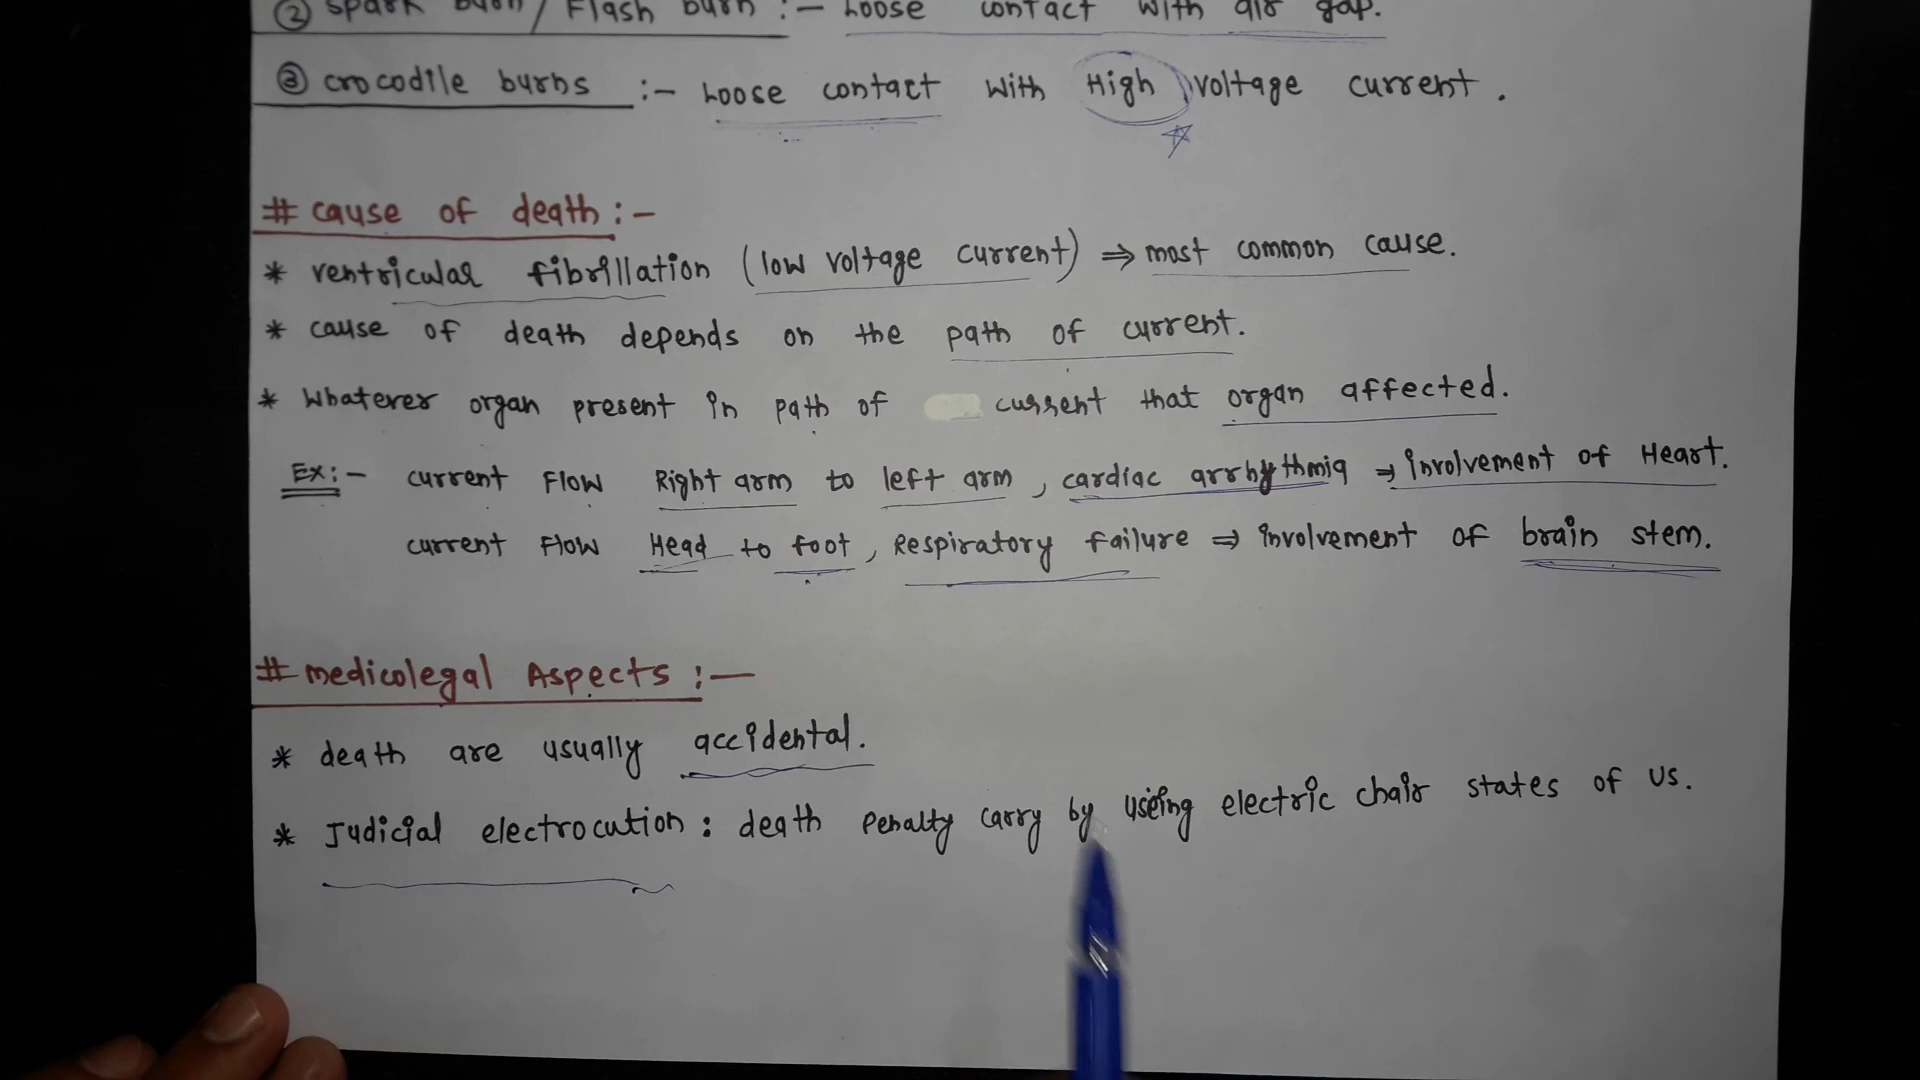 ② Spark burn / Flash burn :- Loose contact with air gap.
③ crocodile burns :- Loose contact with High voltage current.
# cause of death :-
* ventricular fibrillation (low voltage current) ⇒ most common cause.
* cause of death depends on the path of current.
* Whatever organ present in path of current that organ affected.
Ex:- current Flow Right arm to left arm, cardiac arrhythmia ⇒ involvement of Heart.
current Flow Head to foot, Respiratory failure ⇒ involvement of brain stem.
# medicolegal Aspects :-
* death are usually accidental.
* Judicial electrocution : death Penalty carry by useing electric chair states of US.